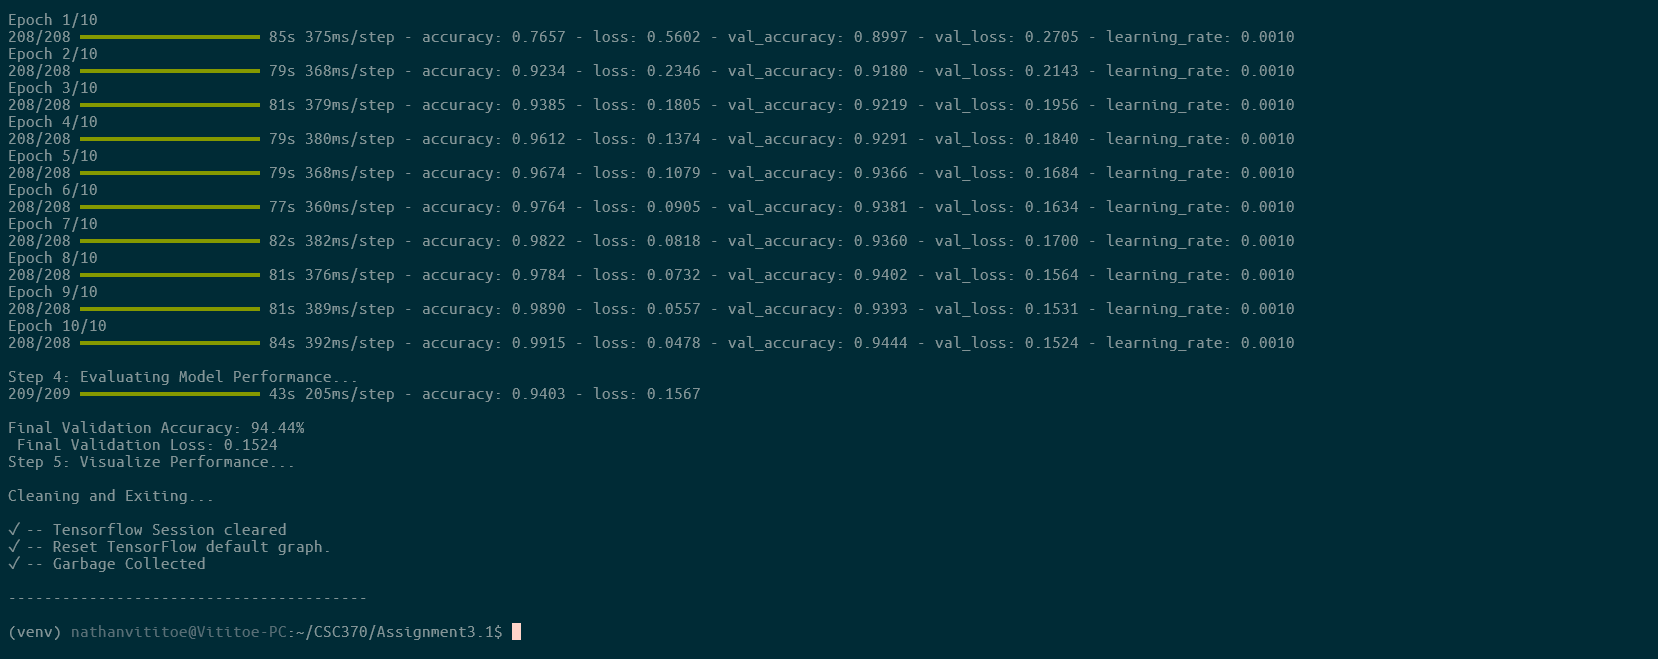 Epoch 1/10
208/208 ━━━━━━━━━━━━━━━━━━━━ 85s 375ms/step - accuracy: 0.7657 - loss: 0.5602 - val_accuracy: 0.8997 - val_loss: 0.2705 - learning_rate: 0.0010
Epoch 2/10
208/208 ━━━━━━━━━━━━━━━━━━━━ 79s 368ms/step - accuracy: 0.9234 - loss: 0.2346 - val_accuracy: 0.9180 - val_loss: 0.2143 - learning_rate: 0.0010
Epoch 3/10
208/208 ━━━━━━━━━━━━━━━━━━━━ 81s 379ms/step - accuracy: 0.9385 - loss: 0.1805 - val_accuracy: 0.9219 - val_loss: 0.1956 - learning_rate: 0.0010
Epoch 4/10
208/208 ━━━━━━━━━━━━━━━━━━━━ 79s 380ms/step - accuracy: 0.9612 - loss: 0.1374 - val_accuracy: 0.9291 - val_loss: 0.1840 - learning_rate: 0.0010
Epoch 5/10
208/208 ━━━━━━━━━━━━━━━━━━━━ 79s 368ms/step - accuracy: 0.9674 - loss: 0.1079 - val_accuracy: 0.9366 - val_loss: 0.1684 - learning_rate: 0.0010
Epoch 6/10
208/208 ━━━━━━━━━━━━━━━━━━━━ 77s 360ms/step - accuracy: 0.9764 - loss: 0.0905 - val_accuracy: 0.9381 - val_loss: 0.1634 - learning_rate: 0.0010
Epoch 7/10
208/208 ━━━━━━━━━━━━━━━━━━━━ 82s 382ms/step - accuracy: 0.9822 - loss: 0.0818 - val_accuracy: 0.9360 - val_loss: 0.1700 - learning_rate: 0.0010
Epoch 8/10
208/208 ━━━━━━━━━━━━━━━━━━━━ 81s 376ms/step - accuracy: 0.9784 - loss: 0.0732 - val_accuracy: 0.9402 - val_loss: 0.1564 - learning_rate: 0.0010
Epoch 9/10
208/208 ━━━━━━━━━━━━━━━━━━━━ 81s 389ms/step - accuracy: 0.9890 - loss: 0.0557 - val_accuracy: 0.9393 - val_loss: 0.1531 - learning_rate: 0.0010
Epoch 10/10
208/208 ━━━━━━━━━━━━━━━━━━━━ 84s 392ms/step - accuracy: 0.9915 - loss: 0.0478 - val_accuracy: 0.9444 - val_loss: 0.1524 - learning_rate: 0.0010
Step 4: Evaluating Model Performance...
209/209 ━━━━━━━━━━━━━━━━━━━━ 43s 205ms/step - accuracy: 0.9403 - loss: 0.1567
Final Validation Accuracy: 94.44%
 Final Validation Loss: 0.1524
Step 5: Visualize Performance...
Cleaning and Exiting...
✓ -- Tensorflow Session cleared
✓ -- Reset TensorFlow default graph.
✓ -- Garbage Collected
----------------------------------------
(venv) nathanvititoe@Vititoe-PC:~/CSC370/Assignment3.1$